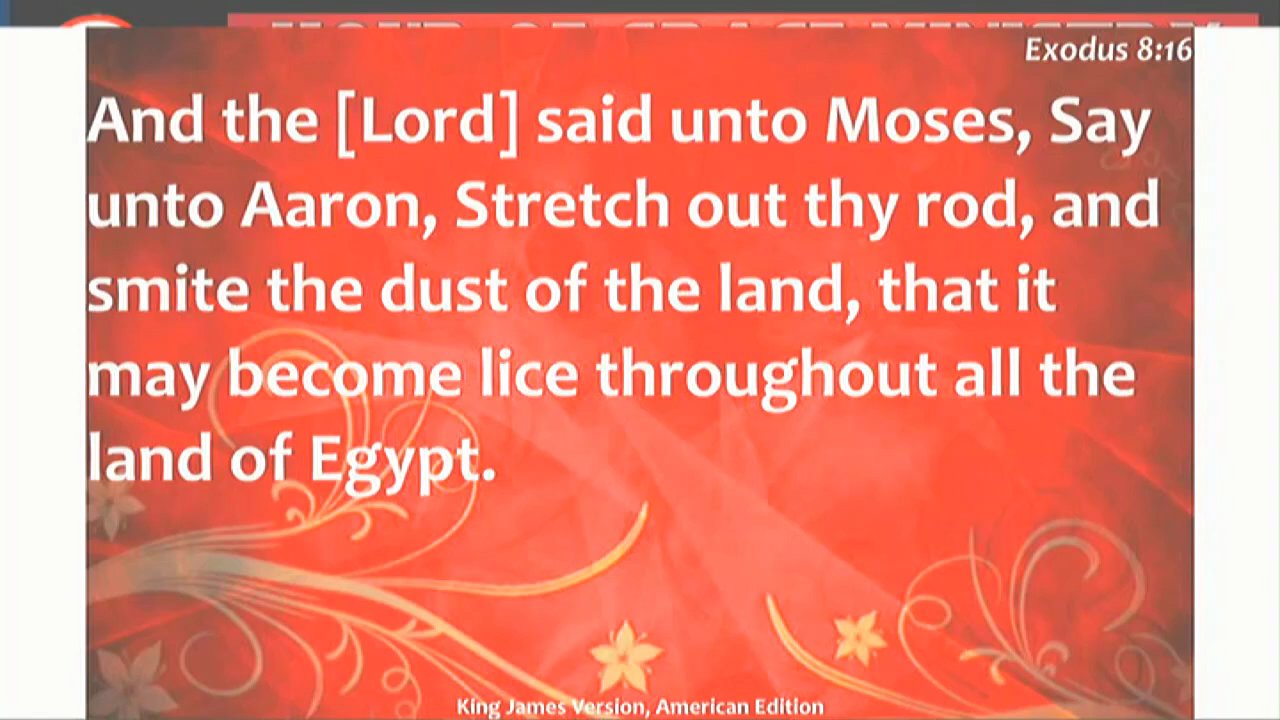 Exodus 8:16
And the [Lord] said unto Moses, Say
unto Aaron, Stretch out thy rod, and
smite the dust of the land, that it
may become lice throughout all the
land of Egypt.
King James Version, American Edition